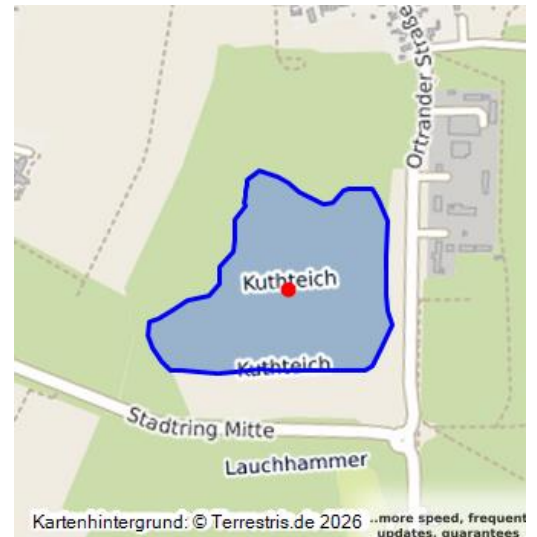 Ortrander Straße
Kuthteich
Kuthteich
Stadtring Mitte
Lauchhammer
Kartenhintergrund: © Terrestris.de 2026
..more speed, frequent
updates, guarantees